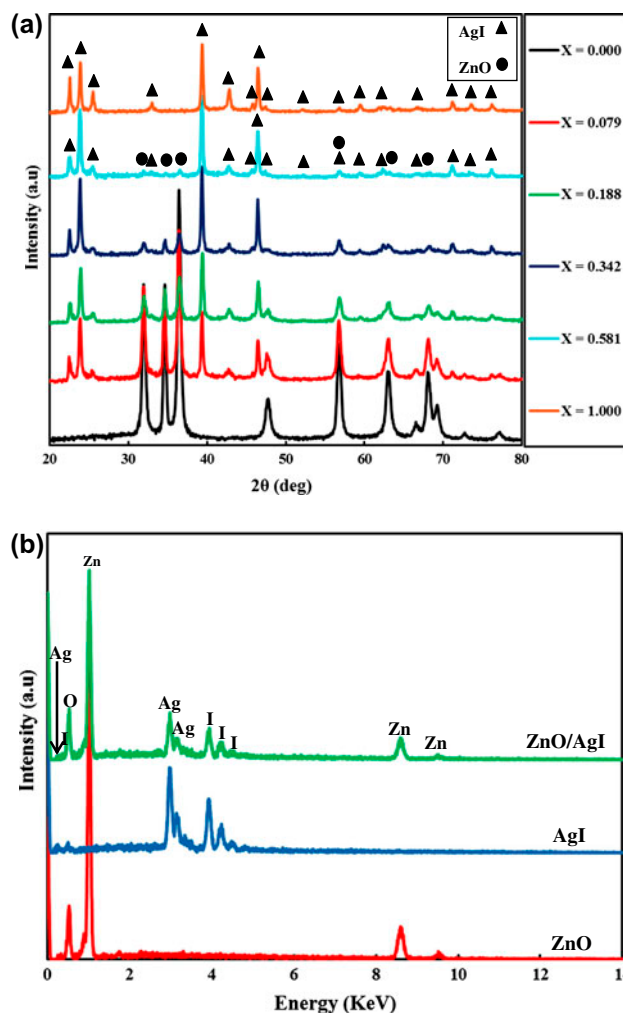 (a)
AgI
ZnO
X = 0.000
X = 0.079
X = 0.188
X = 0.342
X = 0.581
X = 1.000
Intensity (a.u)
20 30 40 50 60 70 80
2θ (deg)
(b)
Zn
Ag
O
I
Ag
Ag
I
I
I
Zn
Zn
ZnO/AgI
AgI
ZnO
Intensity (a.u)
0 2 4 6 8 10 12 14
Energy (KeV)